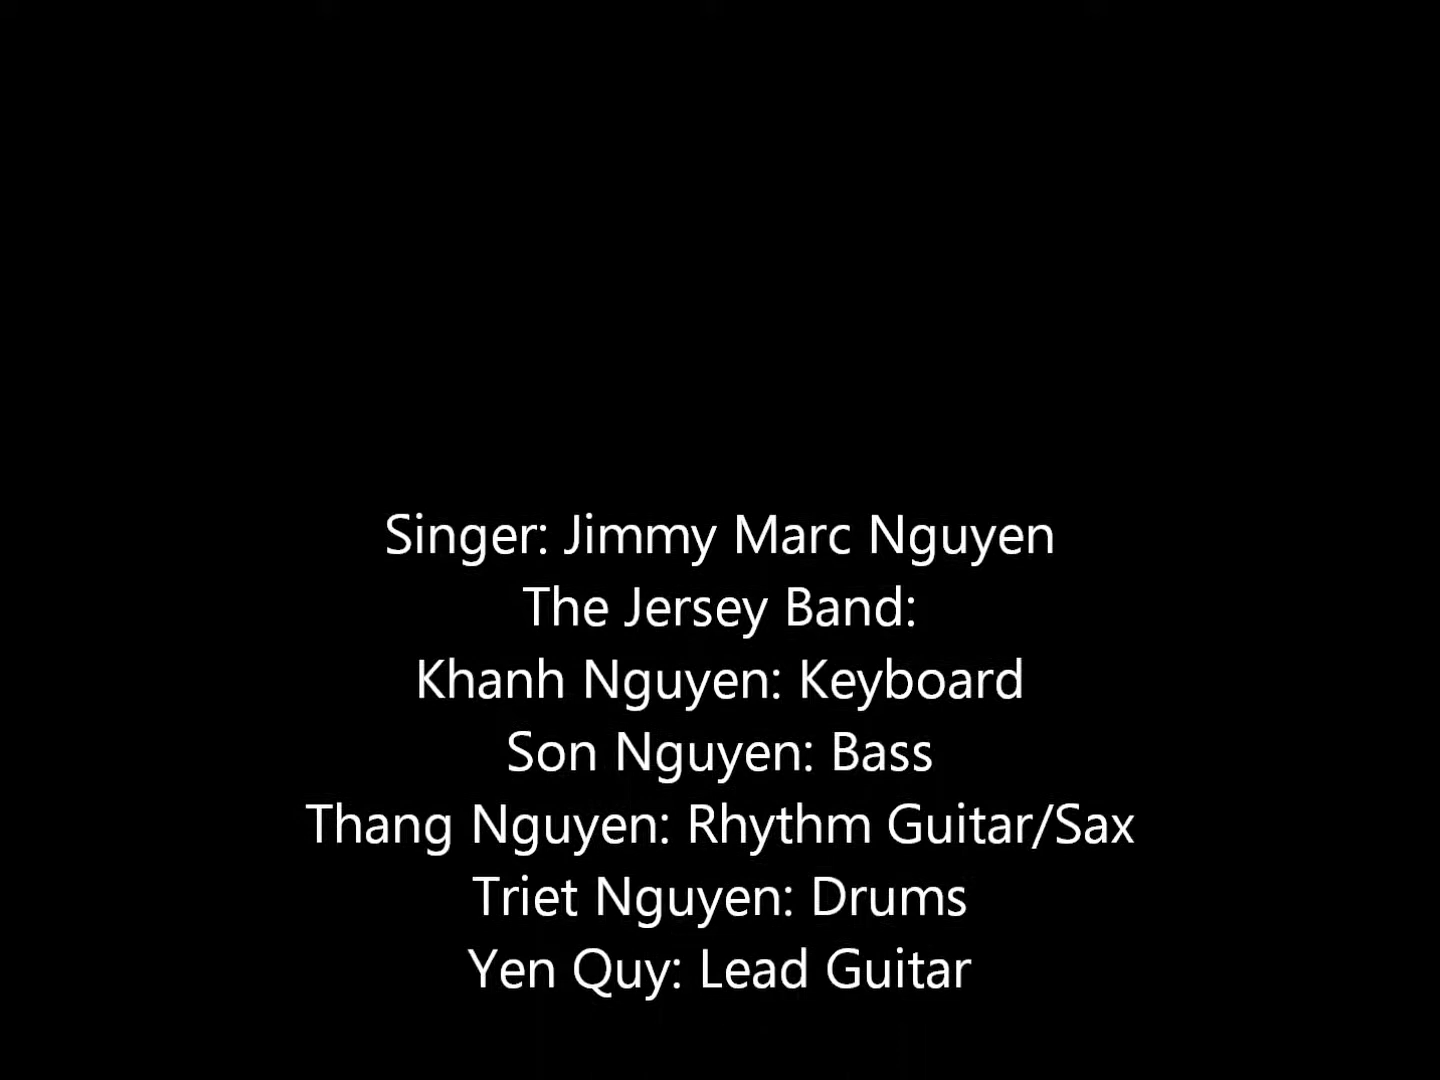 Singer: Jimmy Marc Nguyen
The Jersey Band:
Khanh Nguyen: Keyboard
Son Nguyen: Bass
Thang Nguyen: Rhythm Guitar/Sax
Triet Nguyen: Drums
Yen Quy: Lead Guitar